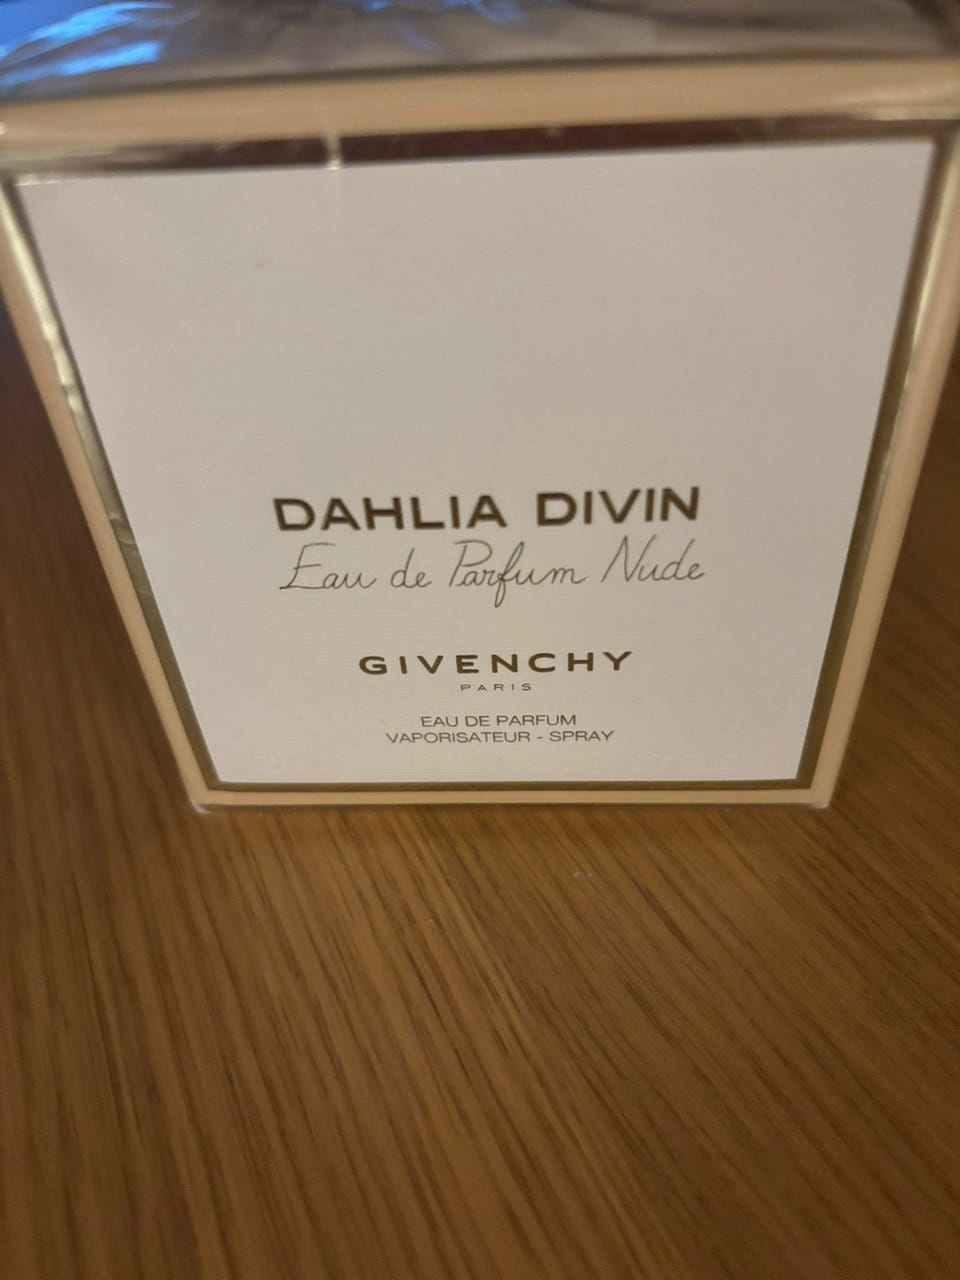 DAHLIA DIVIN
Eau de Parfum Nude
GIVENCHY
PARIS
EAU DE PARFUM
VAPORISATEUR - SPRAY